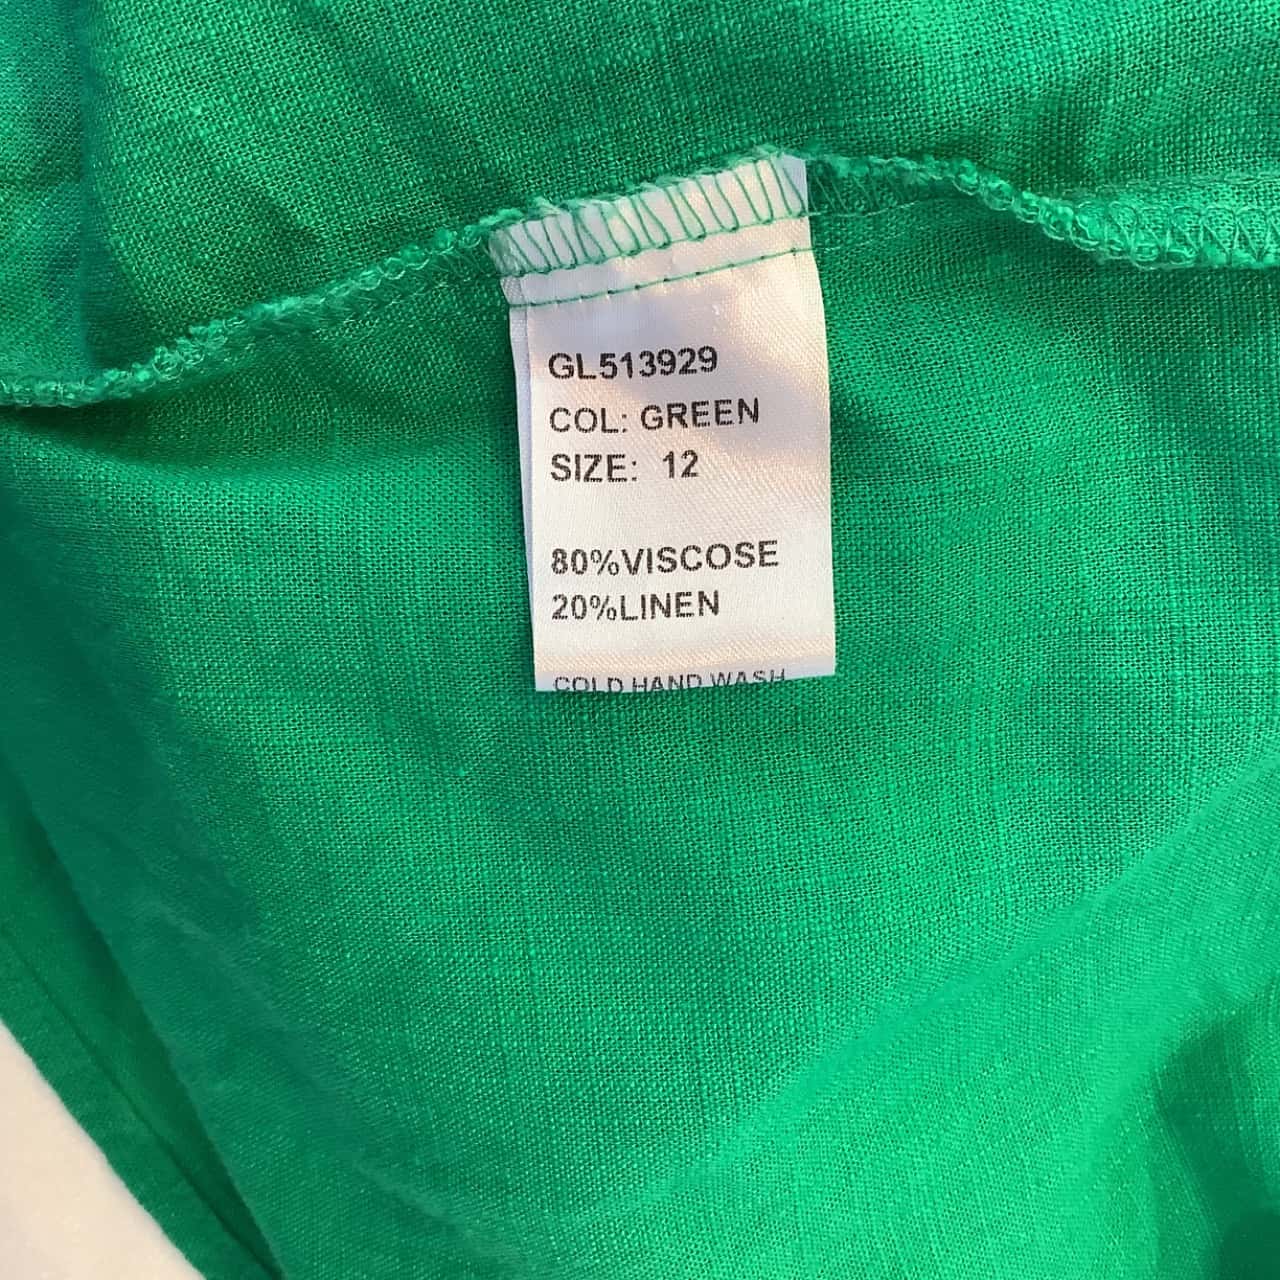 GL513929
COL: GREEN
SIZE: 12
80%VISCOSE
20%LINEN
COLD HAND WASH